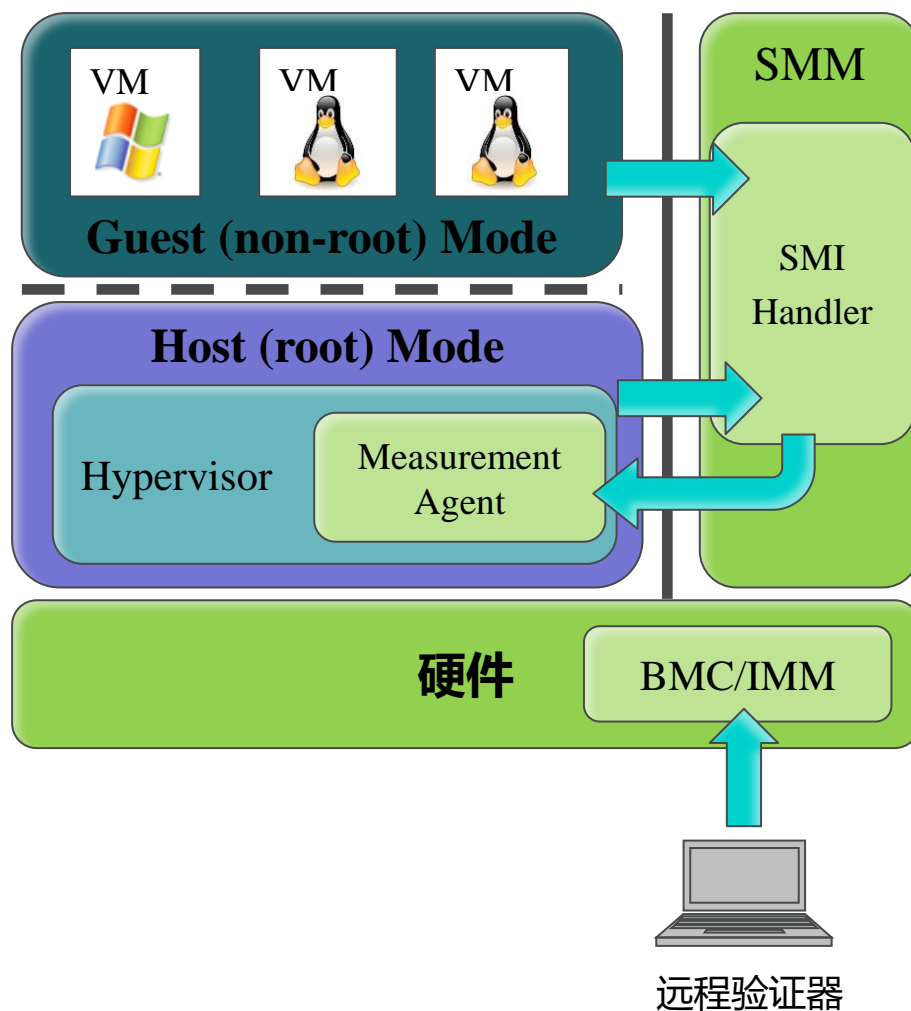 VM
VM
VM
Guest (non-root) Mode
SMM
SMI
Handler
Host (root) Mode
Hypervisor
Measurement
Agent
硬件
BMC/IMM
远程验证器